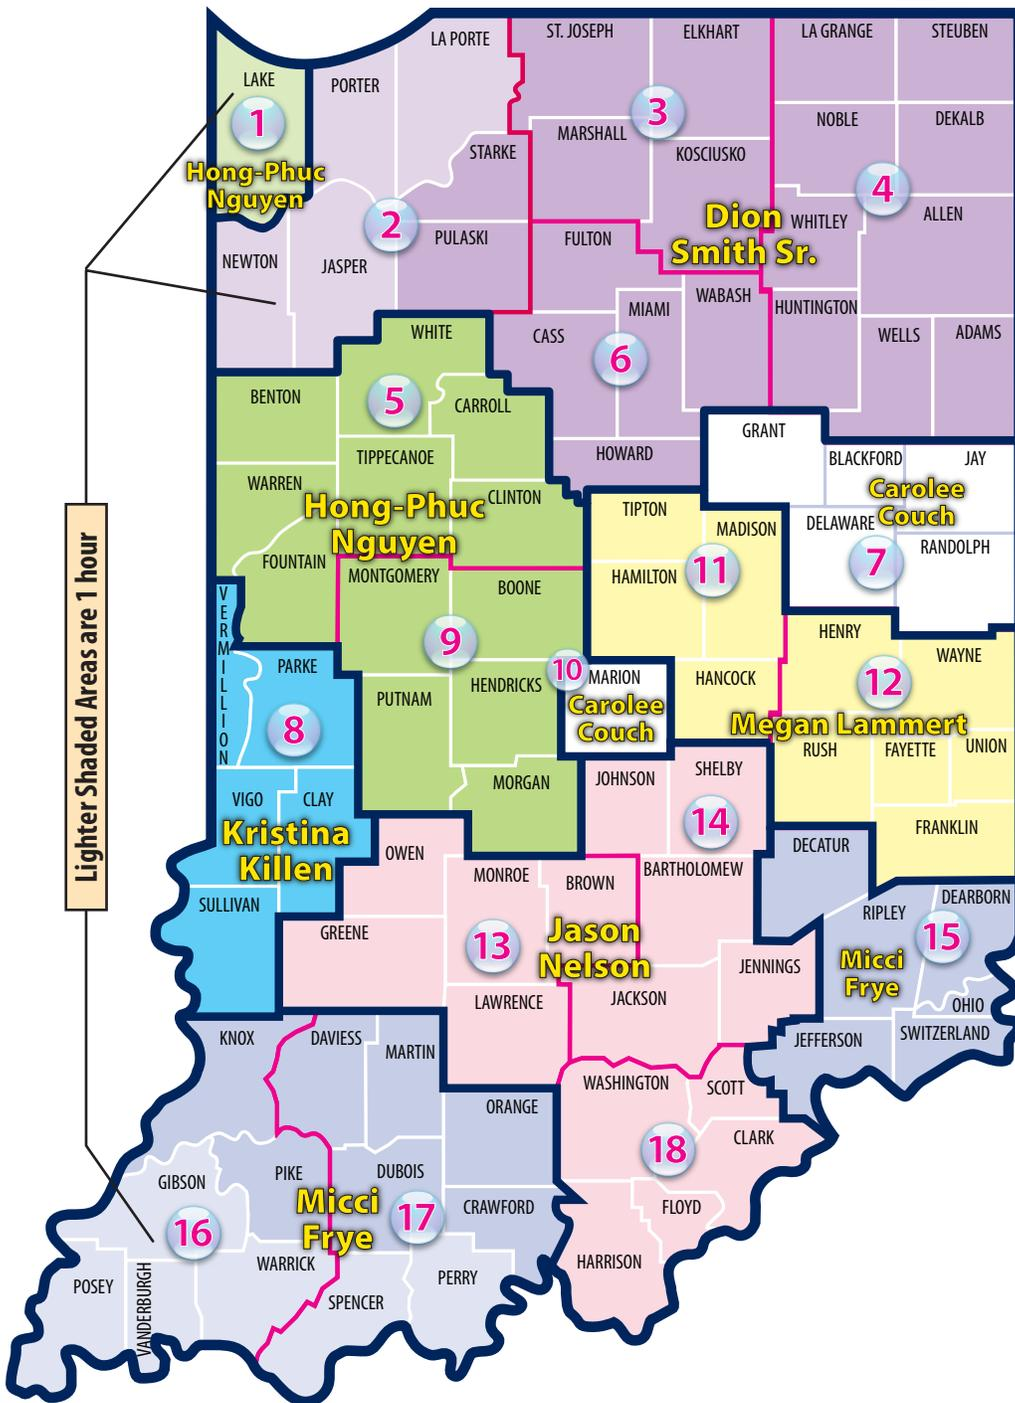 LA PORTE
ST. JOSEPH
ELKHART
LA GRANGE
STEUBEN
LAKE
PORTER
1
3
NOBLE
DEKALB
MARSHALL
STARKE
KOSCIUSKO
Hong-Phuc
Nguyen
4
2
Dion
Smith Sr.
WHITLEY
ALLEN
PULASKI
FULTON
NEWTON
JASPER
WABASH
MIAMI
HUNTINGTON
WHITE
CASS
WELLS
ADAMS
6
BENTON
5
CARROLL
GRANT
HOWARD
TIPPECANOE
BLACKFORD
JAY
WARREN
CLINTON
Carolee
Couch
Hong-Phuc
Nguyen
TIPTON
MADISON
DELAWARE
RANDOLPH
FOUNTAIN
MONTGOMERY
HAMILTON
11
7
BOONE
VERMILLION
Lighter Shaded Areas are 1 hour
9
HENRY
WAYNE
PARKE
10
MARION
HANCOCK
12
HENDRICKS
PUTNAM
Carolee
Couch
Megan Lammert
8
RUSH
FAYETTE
UNION
MORGAN
JOHNSON
SHELBY
VIGO
CLAY
14
FRANKLIN
Kristina
Killen
OWEN
DECATUR
MONROE
BROWN
BARTHOLOMEW
SULLIVAN
RIPLEY
DEARBORN
GREENE
13
Jason
Nelson
15
JENNINGS
Micci
Frye
LAWRENCE
JACKSON
OHIO
KNOX
DAVIESS
MARTIN
JEFFERSON
SWITZERLAND
WASHINGTON
SCOTT
ORANGE
18
CLARK
GIBSON
PIKE
DUBOIS
Micci
Frye
CRAWFORD
FLOYD
16
17
WARRICK
HARRISON
POSEY
VANDERBURGH
SPENCER
PERRY